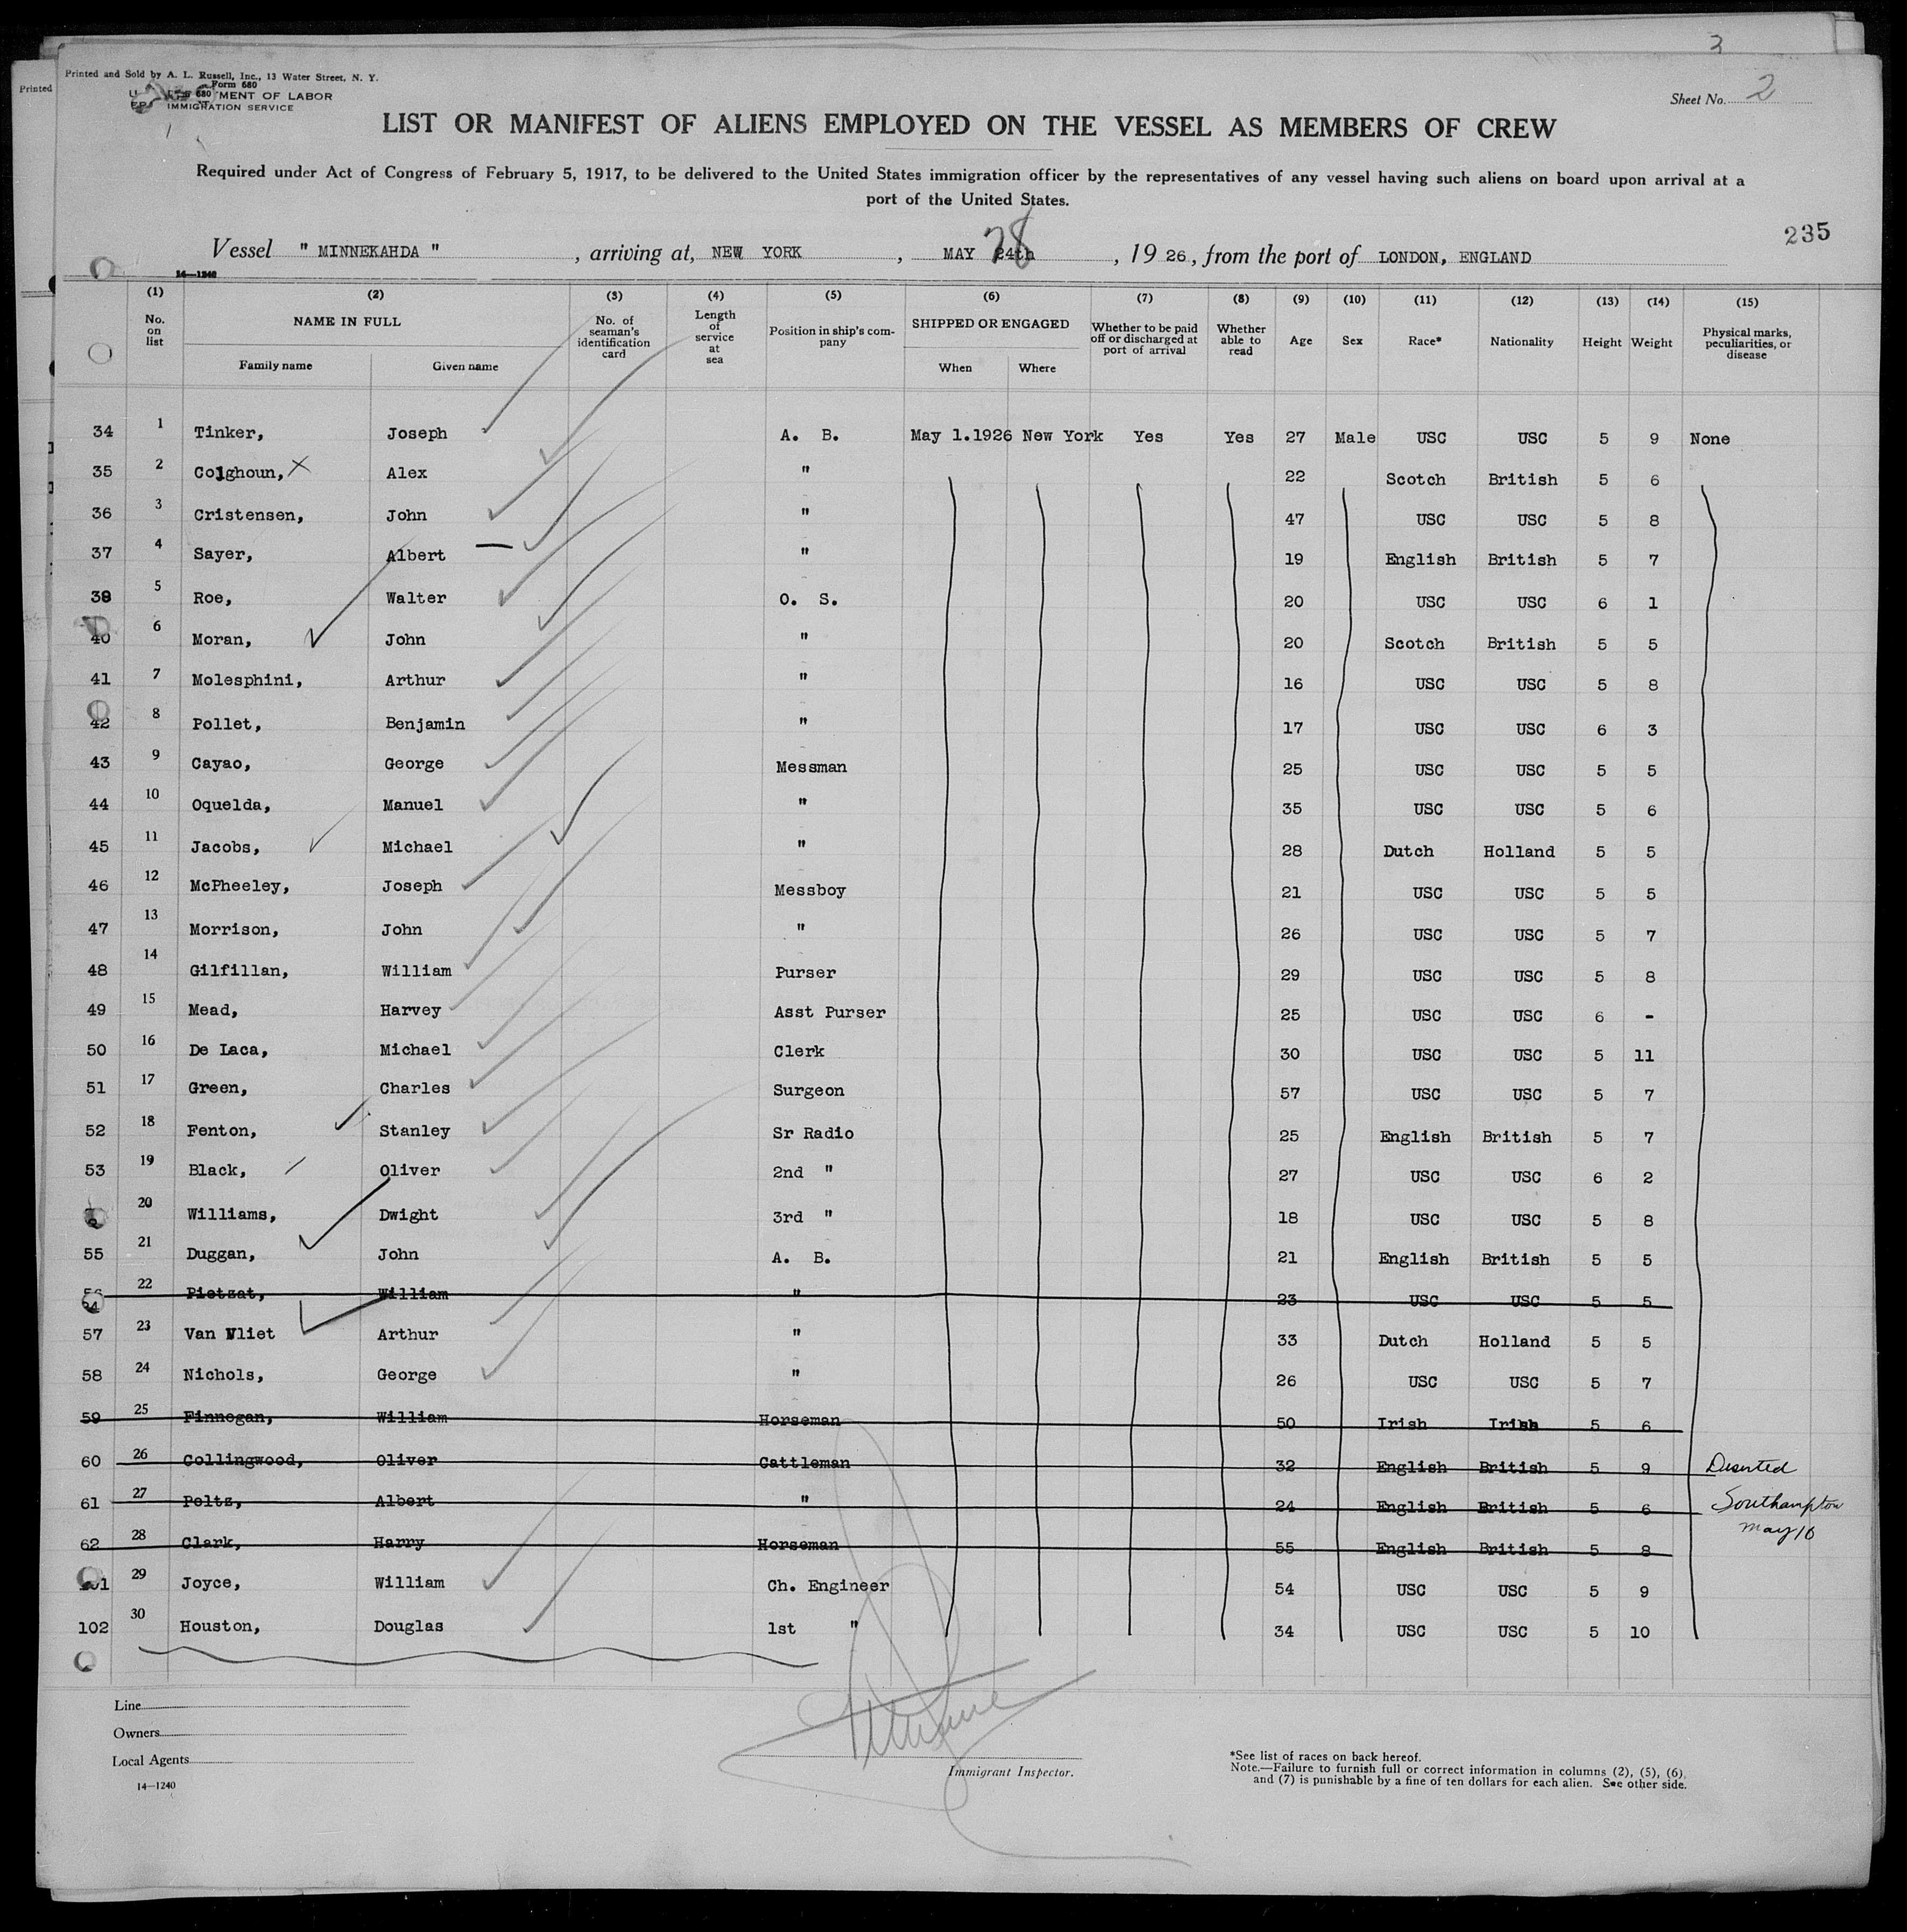 3
Printed
Printed and Sold by A. L. Russell, Inc., 13 Water Street, N. Y.
Form 680
MENT OF LABOR
IMMIGRATION SERVICE
Sheet No. 2
LIST OR MANIFEST OF ALIENS EMPLOYED ON THE VESSEL AS MEMBERS OF CREW
Required under Act of Congress of February 5, 1917, to be delivered to the United States immigration officer by the representatives of any vessel having such aliens on board upon arrival at a
port of the United States.
235
Vessel " MINNEKAHDA " , arriving at, NEW YORK , MAY 24th 28 , 19 26, from the port of LONDON, ENGLAND
14—1240
(1) (2) (3) (4) (5) (6) (7) (8) (9) (10) (11) (12) (13) (14) (15)
No. on list NAME IN FULL No. of seaman's identification card Length of service at sea Position in ship's company SHIPPED OR ENGAGED Whether to be paid off or discharged at port of arrival Whether able to read Age Sex Race* Nationality Height Weight Physical marks, peculiarities, or disease
Family name Given name When Where
34 1 Tinker, Joseph A. B. May 1.1926 New York Yes Yes 27 Male USC USC 5 9 None
35 2 Colghoun, X Alex " 22 Scotch British 5 6
36 3 Cristensen, John " 47 USC USC 5 8
37 4 Sayer, Albert — " 19 English British 5 7
39 5 Roe, Walter O. S. 20 USC USC 6 1
40 6 Moran, John " 20 Scotch British 5 5
41 7 Molesphini, Arthur " 16 USC USC 5 8
42 8 Pollet, Benjamin " 17 USC USC 6 3
43 9 Cayao, George Messman 25 USC USC 5 5
44 10 Oquelda, Manuel " 35 USC USC 5 6
45 11 Jacobs, Michael " 28 Dutch Holland 5 5
46 12 McPheeley, Joseph Messboy 21 USC USC 5 5
47 13 Morrison, John " 26 USC USC 5 7
48 14 Gilfillan, William Purser 29 USC USC 5 8
49 15 Mead, Harvey Asst Purser 25 USC USC 6 -
50 16 De Laca, Michael Clerk 30 USC USC 5 11
51 17 Green, Charles Surgeon 57 USC USC 5 7
52 18 Fenton, Stanley Sr Radio 25 English British 5 7
53 19 Black, Oliver 2nd " 27 USC USC 6 2
20 Williams, Dwight 3rd " 18 USC USC 5 8
55 21 Duggan, John A. B. 21 English British 5 5
56 22 Pietzat, William " 23 USC USC 5 5
57 23 Van Vliet Arthur " 33 Dutch Holland 5 5
58 24 Nichols, George " 26 USC USC 5 7
59 25 Finnegan, William Horseman 50 Irish Irish 5 6
60 26 Collingwood, Oliver Cattleman 32 English British 5 9 Deserted
61 27 Peltz, Albert " 24 English British 5 6 Southampton
May 10
62 28 Clark, Harry Horseman 55 English British 5 8
101 29 Joyce, William Ch. Engineer 54 USC USC 5 9
102 30 Houston, Douglas 1st " 34 USC USC 5 10
Line
Owners
Local Agents
14—1240
Immigrant Inspector.
*See list of races on back hereof.
Note.—Failure to furnish full or correct information in columns (2), (5), (6),
and (7) is punishable by a fine of ten dollars for each alien. See other side.